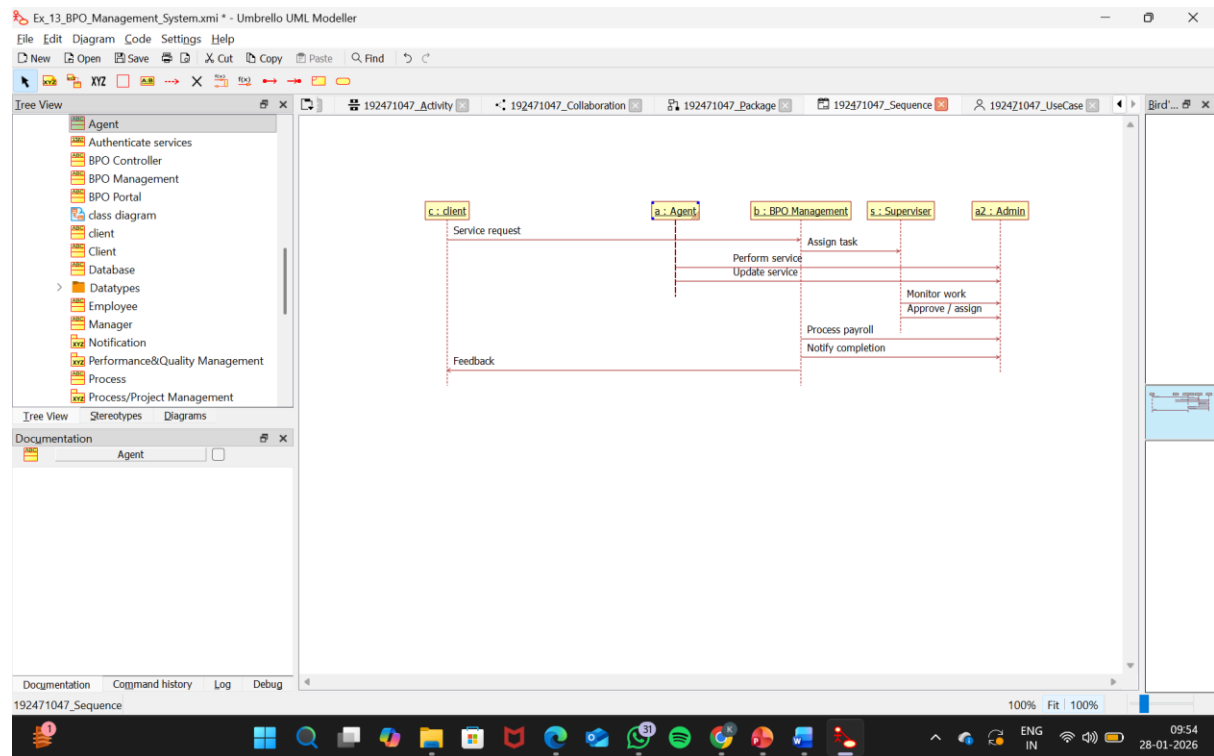 Ex_13_BPO_Management_System.xmi * - Umbrello UML Modeller
File Edit Diagram Code Settings Help
New Open Save Cut Copy Paste Find
XYZ XYZ A.B f(x) f(x)
Tree View
192471047_Activity 192471047_Collaboration 192471047_Package 192471047_Sequence 192471047_UseCase
Bird'...
Agent
Authenticate services
BPO Controller
BPO Management
BPO Portal
class diagram
client
Client
Database
Datatypes
Employee
Manager
Notification
Performance&Quality Management
Process
Process/Project Management
Tree View Stereotypes Diagrams
Documentation
Agent
c : client a : Agent b : BPO Management s : Superviser a2 : Admin
Service request
Assign task
Perform service
Update service
Monitor work
Approve / assign
Process payroll
Notify completion
Feedback
Documentation Command history Log Debug
192471047_Sequence
100% Fit 100%
1
31
ENG
IN
09:54
28-01-2026